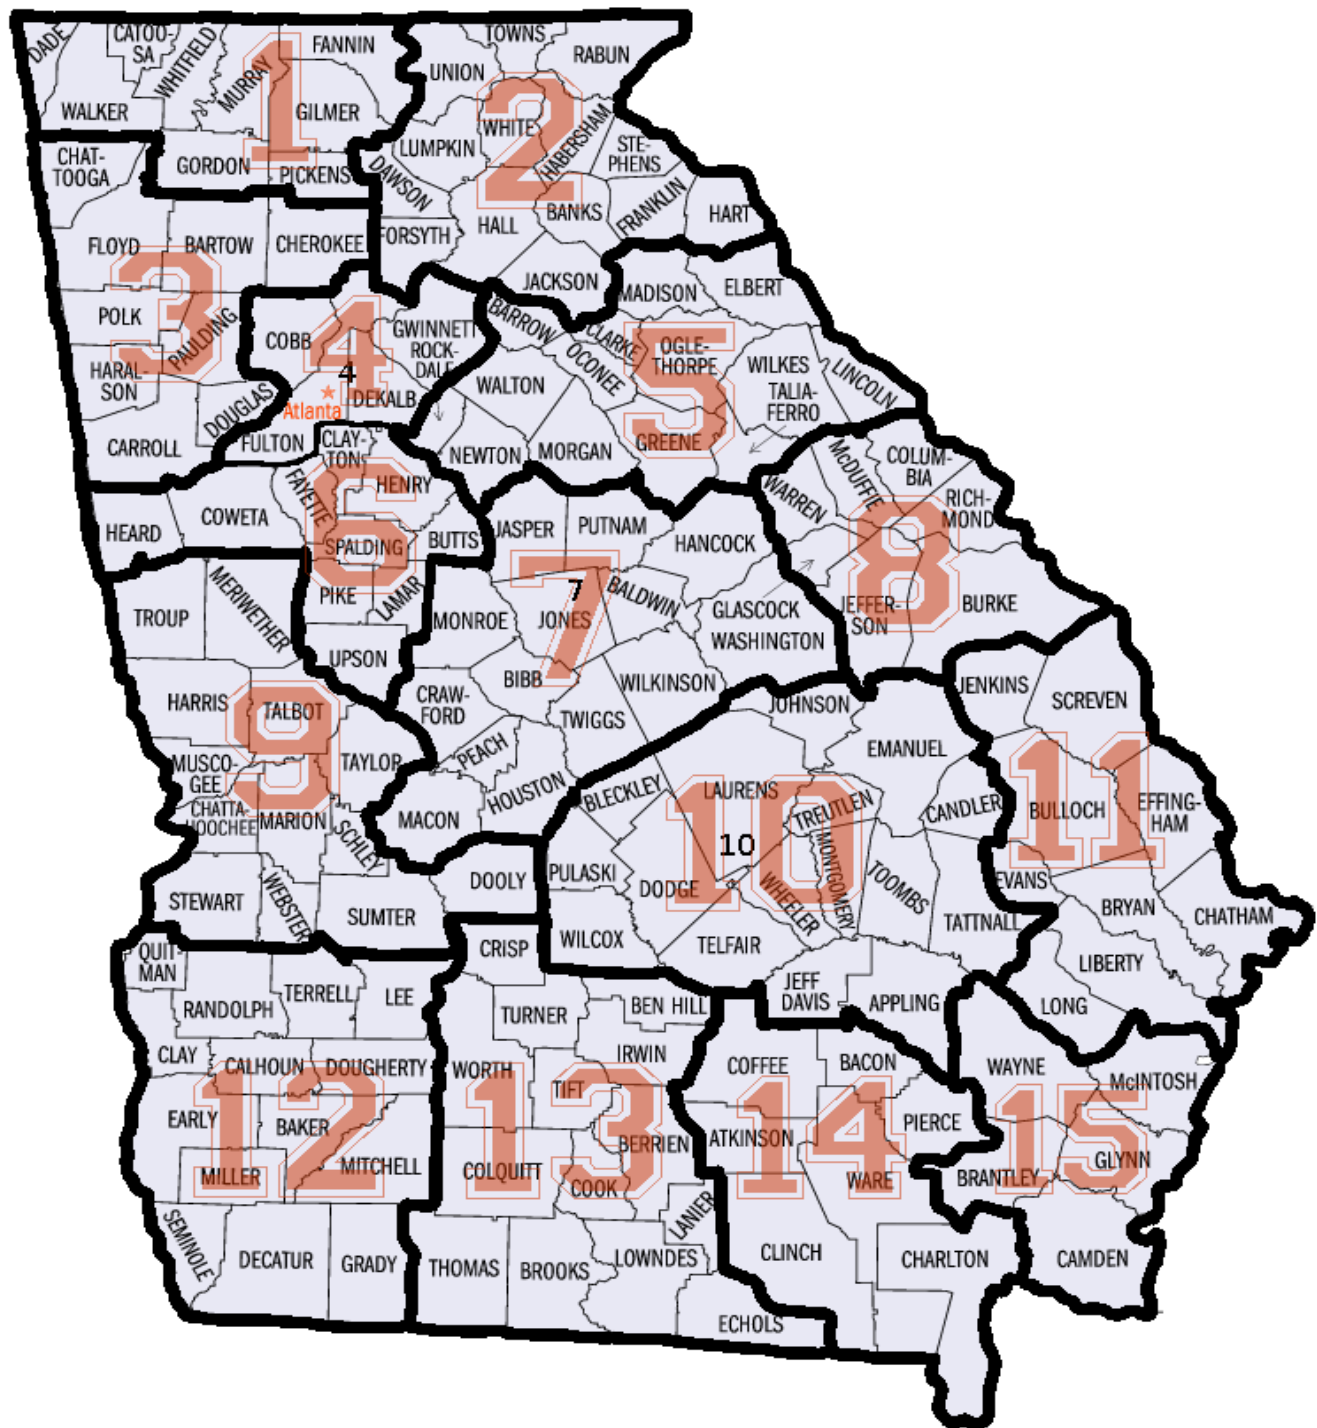 DADE
CATOO-
SA
WHITFIELD
MURRAY
FANNIN
WALKER
GILMER
GORDON
PICKENS
1
TOWNS
RABUN
UNION
WHITE
HABERSHAM
LUMPKIN
STE-
PHENS
DAWSON
FRANKLIN
HART
HALL
BANKS
FORSYTH
JACKSON
2
CHAT-
TOOGA
FLOYD
BARTOW
CHEROKEE
POLK
PAULDING
HARAL-
SON
DOUGLAS
CARROLL
3
COBB
GWINNETT
ROCK-
DALE
4
4
DEKALB
Atlanta
FULTON
MADISON
ELBERT
BARROW
CLARKE
OCONEE
OGLE-
THORPE
WILKES
LINCOLN
TALIA-
FERRO
WALTON
NEWTON
MORGAN
GREENE
5
CLAY-
TON
FAYETTE
HENRY
HEARD
COWETA
SPALDING
BUTTS
PIKE
LAMAR
UPSON
6
JASPER
PUTNAM
HANCOCK
MONROE
JONES
BALDWIN
GLASCOCK
WASHINGTON
BIBB
WILKINSON
CRAW-
FORD
TWIGGS
PEACH
HOUSTON
MACON
7
7
COLUM-
BIA
McDUFFIE
WARREN
RICH-
MOND
JEFFER-
SON
BURKE
8
TROUP
MERIWETHER
HARRIS
TALBOT
TAYLOR
MUSCO-
GEE
CHATTA-
HOOCHEE
MARION
SCHLEY
STEWART
WEBSTER
SUMTER
DOOLY
9
JOHNSON
EMANUEL
BLECKLEY
LAURENS
TREUTLEN
CANDLER
MONTGOMERY
PULASKI
DODGE
WHEELER
TOOMBS
TATTNALL
WILCOX
TELFAIR
JEFF
DAVIS
APPLING
10
10
JENKINS
SCREVEN
BULLOCH
EFFING-
HAM
EVANS
BRYAN
CHATHAM
LIBERTY
LONG
11
QUIT-
MAN
RANDOLPH
TERRELL
LEE
CLAY
CALHOUN
DOUGHERTY
EARLY
BAKER
MILLER
MITCHELL
SEMINOLE
DECATUR
GRADY
12
CRISP
TURNER
BEN HILL
IRWIN
WORTH
TIFT
BERRIEN
COLQUITT
COOK
LANIER
THOMAS
BROOKS
LOWNDES
ECHOLS
13
COFFEE
BACON
ATKINSON
PIERCE
WARE
CLINCH
CHARLTON
14
WAYNE
McINTOSH
BRANTLEY
GLYNN
CAMDEN
15